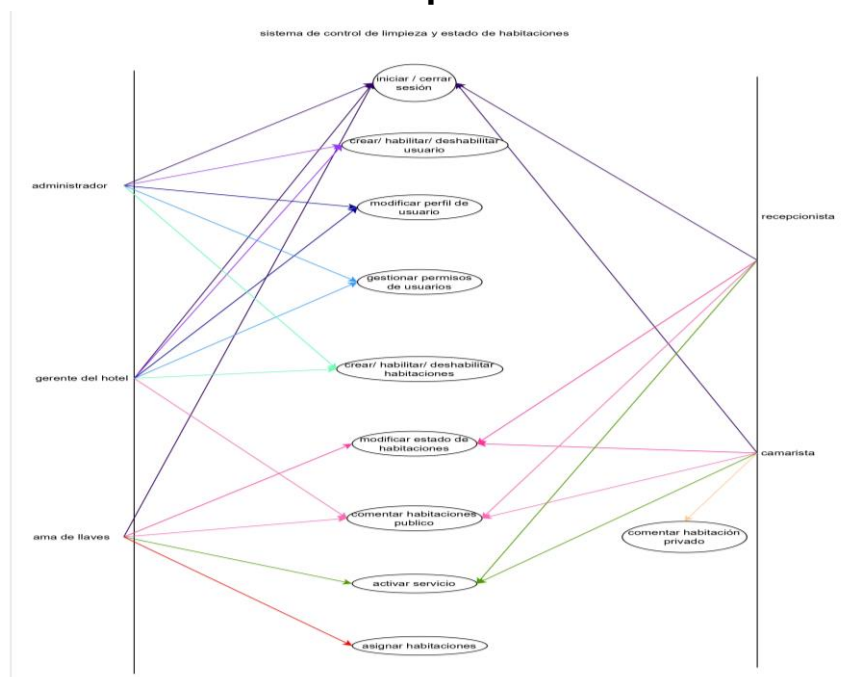 sistema de control de limpieza y estado de habitaciones
iniciar / cerrar
sesión
crear/ habilitar/ deshabilitar
usuario
administrador
modificar perfil de
usuario
recepcionista
gestionar permisos
de usuarios
crear/ habilitar/ deshabilitar
habitaciones
gerente del hotel
modificar estado de
habitaciones
camarista
comentar habitaciones
publico
ama de llaves
comentar habitación
privado
activar servicio
asignar habitaciones